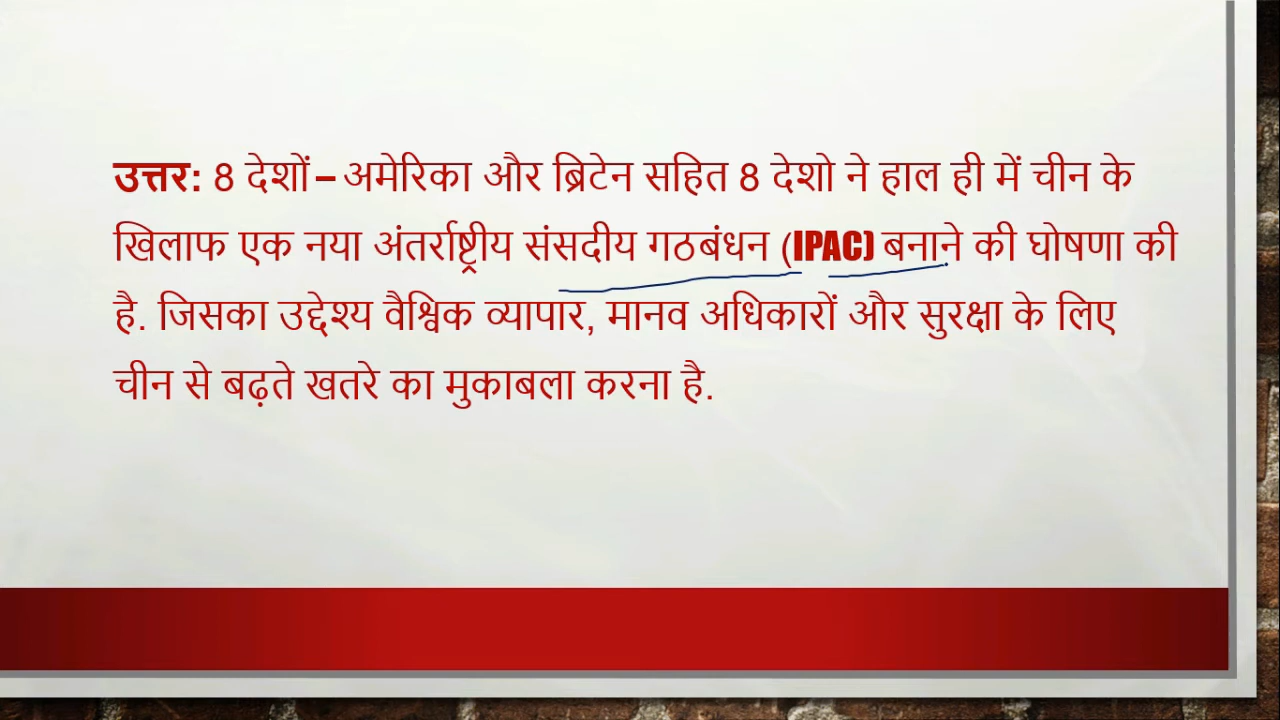 उत्तर: 8 देशों – अमेरिका और ब्रिटेन सहित 8 देशो ने हाल ही में चीन के
खिलाफ एक नया अंतर्राष्ट्रीय संसदीय गठबंधन (IPAC) बनाने की घोषणा की
है. जिसका उद्देश्य वैश्विक व्यापार, मानव अधिकारों और सुरक्षा के लिए
चीन से बढ़ते खतरे का मुकाबला करना है.